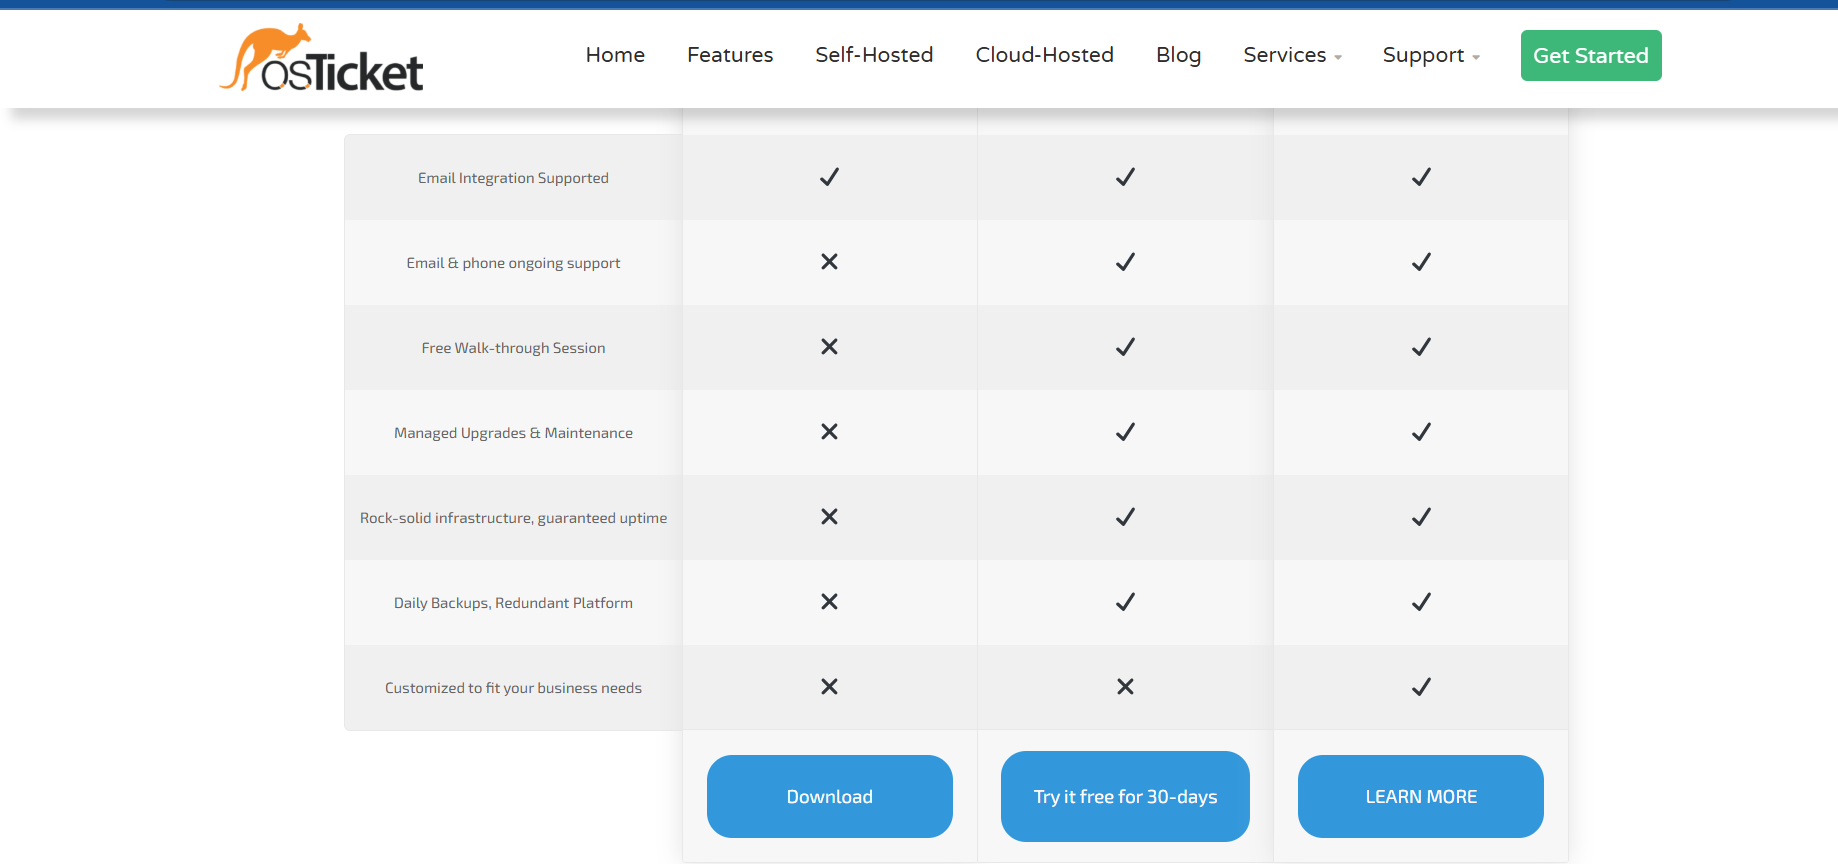 osTicket
Home Features Self-Hosted Cloud-Hosted Blog Services Support Get Started
Email Integration Supported
Email & phone ongoing support
Free Walk-through Session
Managed Upgrades & Maintenance
Rock-solid infrastructure, guaranteed uptime
Daily Backups, Redundant Platform
Customized to fit your business needs
Download Try it free for 30-days LEARN MORE